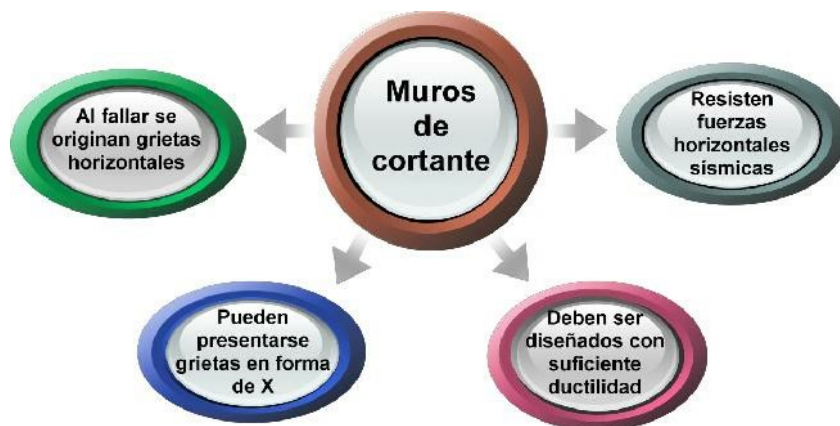 Muros
de
cortante
Al fallar se
originan grietas
horizontales
Resisten
fuerzas
horizontales
sísmicas
Pueden
presentarse
grietas en forma
de X
Deben ser
diseñados con
suficiente
ductilidad